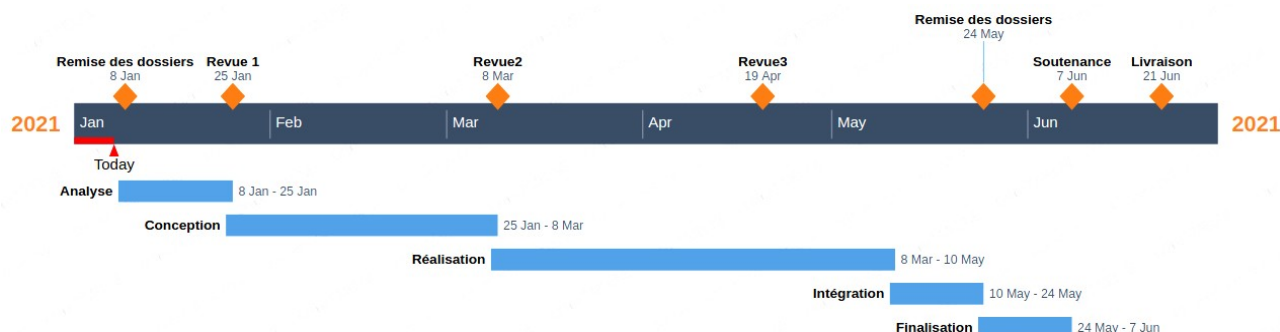 Remise des dossiers
24 May
Remise des dossiers
8 Jan
Revue 1
25 Jan
Revue2
8 Mar
Revue3
19 Apr
Soutenance
7 Jun
Livraison
21 Jun
2021 Jan Feb Mar Apr May Jun 2021
Today
Analyse 8 Jan - 25 Jan
Conception 25 Jan - 8 Mar
Réalisation 8 Mar - 10 May
Intégration 10 May - 24 May
Finalisation 24 May - 7 Jun